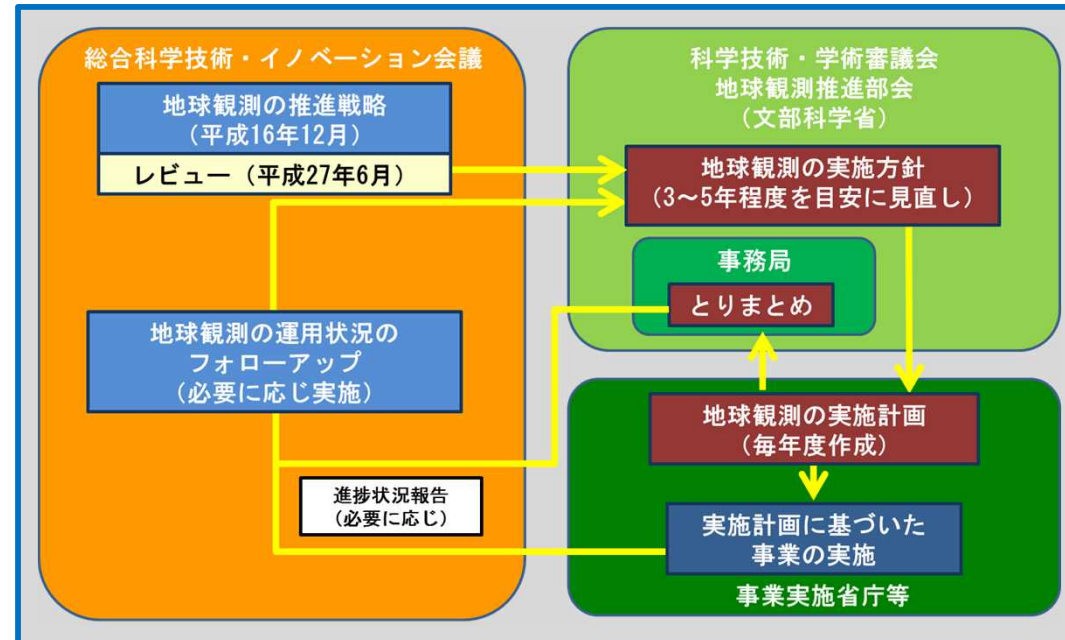 総合科学技術・イノベーション会議
地球観測の推進戦略
(平成16年12月)
レビュー(平成27年6月)
地球観測の運用状況の
フォローアップ
(必要に応じ実施)
進捗状況報告
(必要に応じ)
科学技術・学術審議会
地球観測推進部会
(文部科学省)
地球観測の実施方針
(3~5年程度を目安に見直し)
事務局
とりまとめ
地球観測の実施計画
(毎年度作成)
実施計画に基づいた
事業の実施
事業実施省庁等